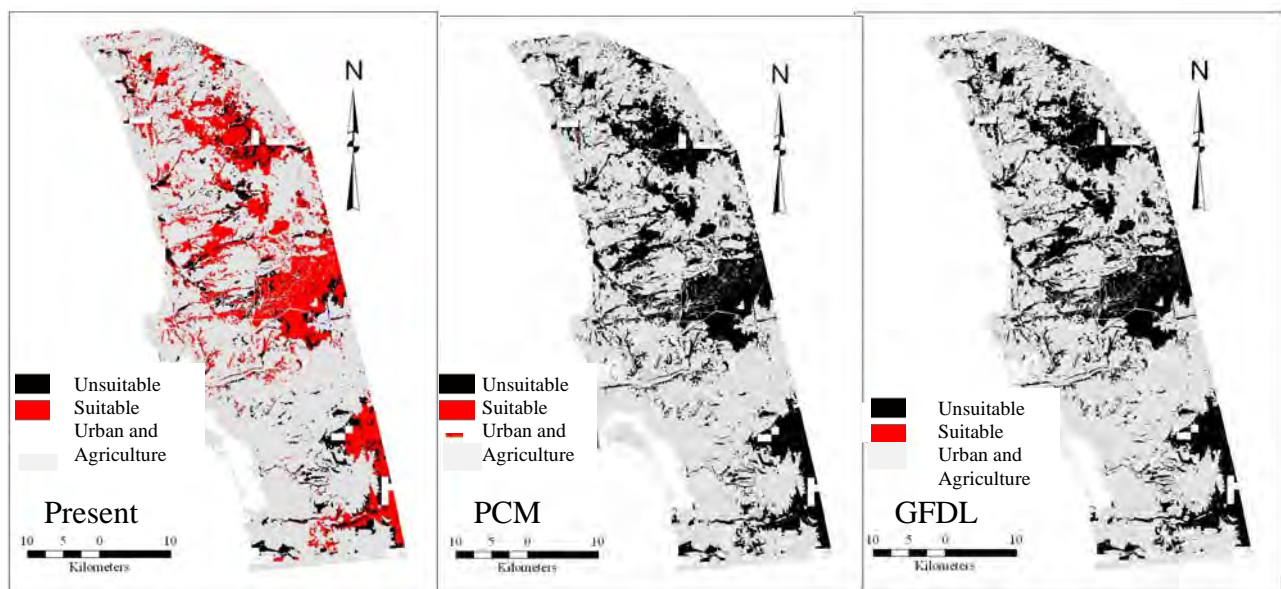 N
Unsuitable
Suitable
Urban and
Agriculture
Present
10 5 0 10
Kilometers
N
Unsuitable
Suitable
Urban and
Agriculture
PCM
10 5 0 10
Kilometers
N
Unsuitable
Suitable
Urban and
Agriculture
GFDL
10 5 0 10
Kilometers